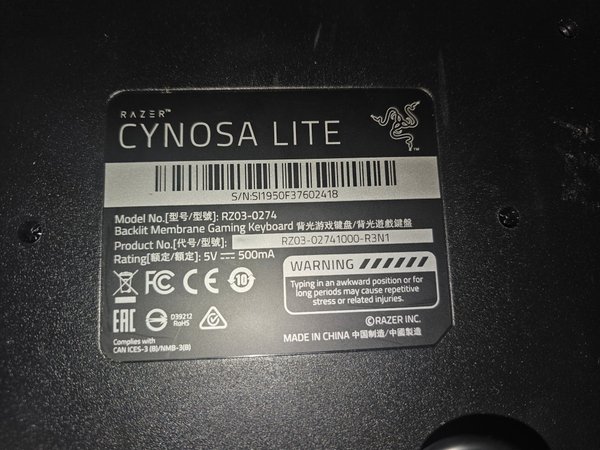 RAZER™
CYNOSA LITE
S/N:SI1950F37602418
Model No.[型号/型號]: RZ03-0274
Backlit Membrane Gaming Keyboard 背光游戏键盘/背光遊戲鍵盤
Product No.[代号/型號]: RZ03-02741000-R3N1
Rating[额定/額定]: 5V⎓500mA
WARNING
Typing in an awkward position or for
long periods may cause repetitive
stress or related injuries.
FC CE 10
EAC D39212
RoHS
Complies with
CAN ICES-3 (B)/NMB-3(B)
©RAZER INC.
MADE IN CHINA 中国制造/中國製造